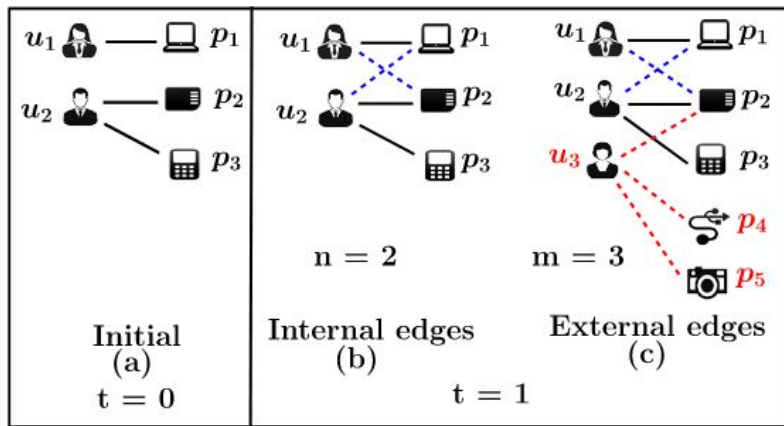 u₁ p₁
u₂ p₂
p₃
Initial
(a)
t = 0
u₁ p₁
u₂ p₂
p₃
n = 2
Internal edges
(b)
u₁ p₁
u₂ p₂
p₃
u₃
p₄
p₅
m = 3
External edges
(c)
t = 1